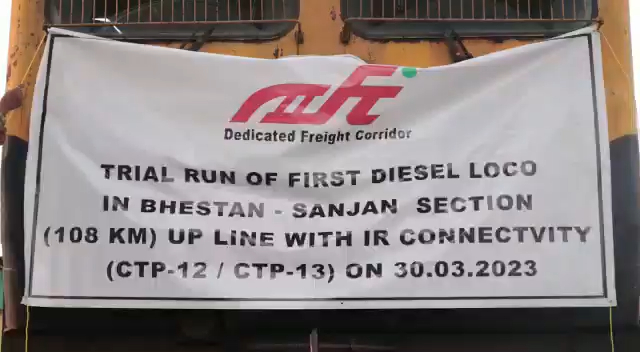 Dedicated Freight Corridor
TRIAL RUN OF FIRST DIESEL LOCO
IN BHESTAN - SANJAN SECTION
(108 KM) UP LINE WITH IR CONNECTVITY
(CTP-12 / CTP-13) ON 30.03.2023